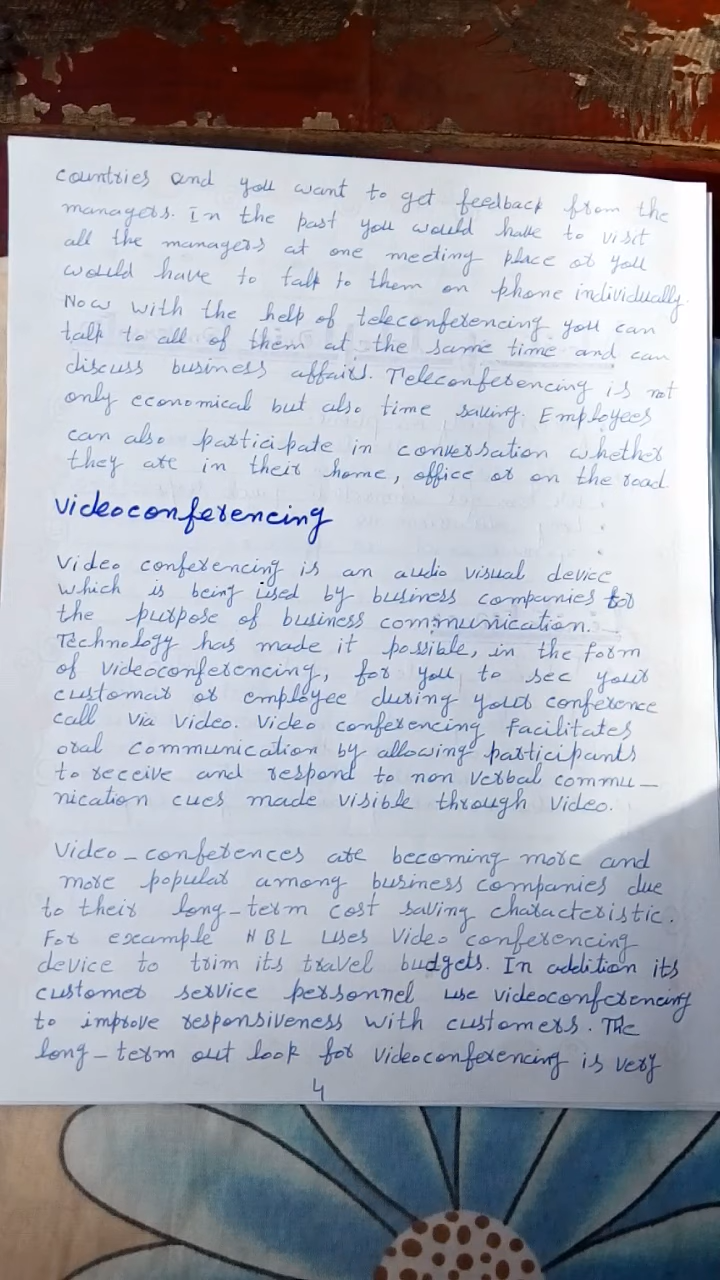 countries and you want to get feedback from the
managers. In the past you would have to visit
all the managers at one meeting place or you
would have to talk to them on phone individually.
Now with the help of teleconferencing you can
talk to all of them at the same time and can
discuss business affairs. Teleconferencing is not
only economical but also time saving. Employees
can also participate in conversation whether
they are in their home, office or on the road
videoconferencing
Video conferencing is an audio visual device
which is being used by business companies for
the purpose of business communication.
Technology has made it possible, in the form
of videoconferencing, for you to see your
customar or employee during your conference
call via video. Video conferencing facilitates
oral communication by allowing participants
to receive and respond to non verbal commu-
nication cues made visible through video.
Video-conferences are becoming more and
more popular among business companies due
to their long-term cost saving characteristic.
For example HBL uses video conferencing
device to trim its travel budgets. In addition its
customer service personnel use videoconferencing
to improve responsiveness with customers. The
long-term out look for videoconferencing is very
4